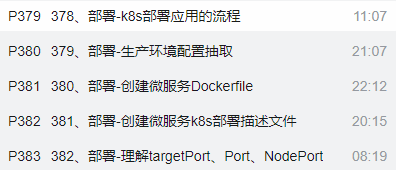 P379 378、部署-k8s部署应用的流程 11:07
P380 379、部署-生产环境配置抽取 21:07
P381 380、部署-创建微服务Dockerfile 22:12
P382 381、部署-创建微服务k8s部署描述文件 20:15
P383 382、部署-理解targetPort、Port、NodePort 08:19